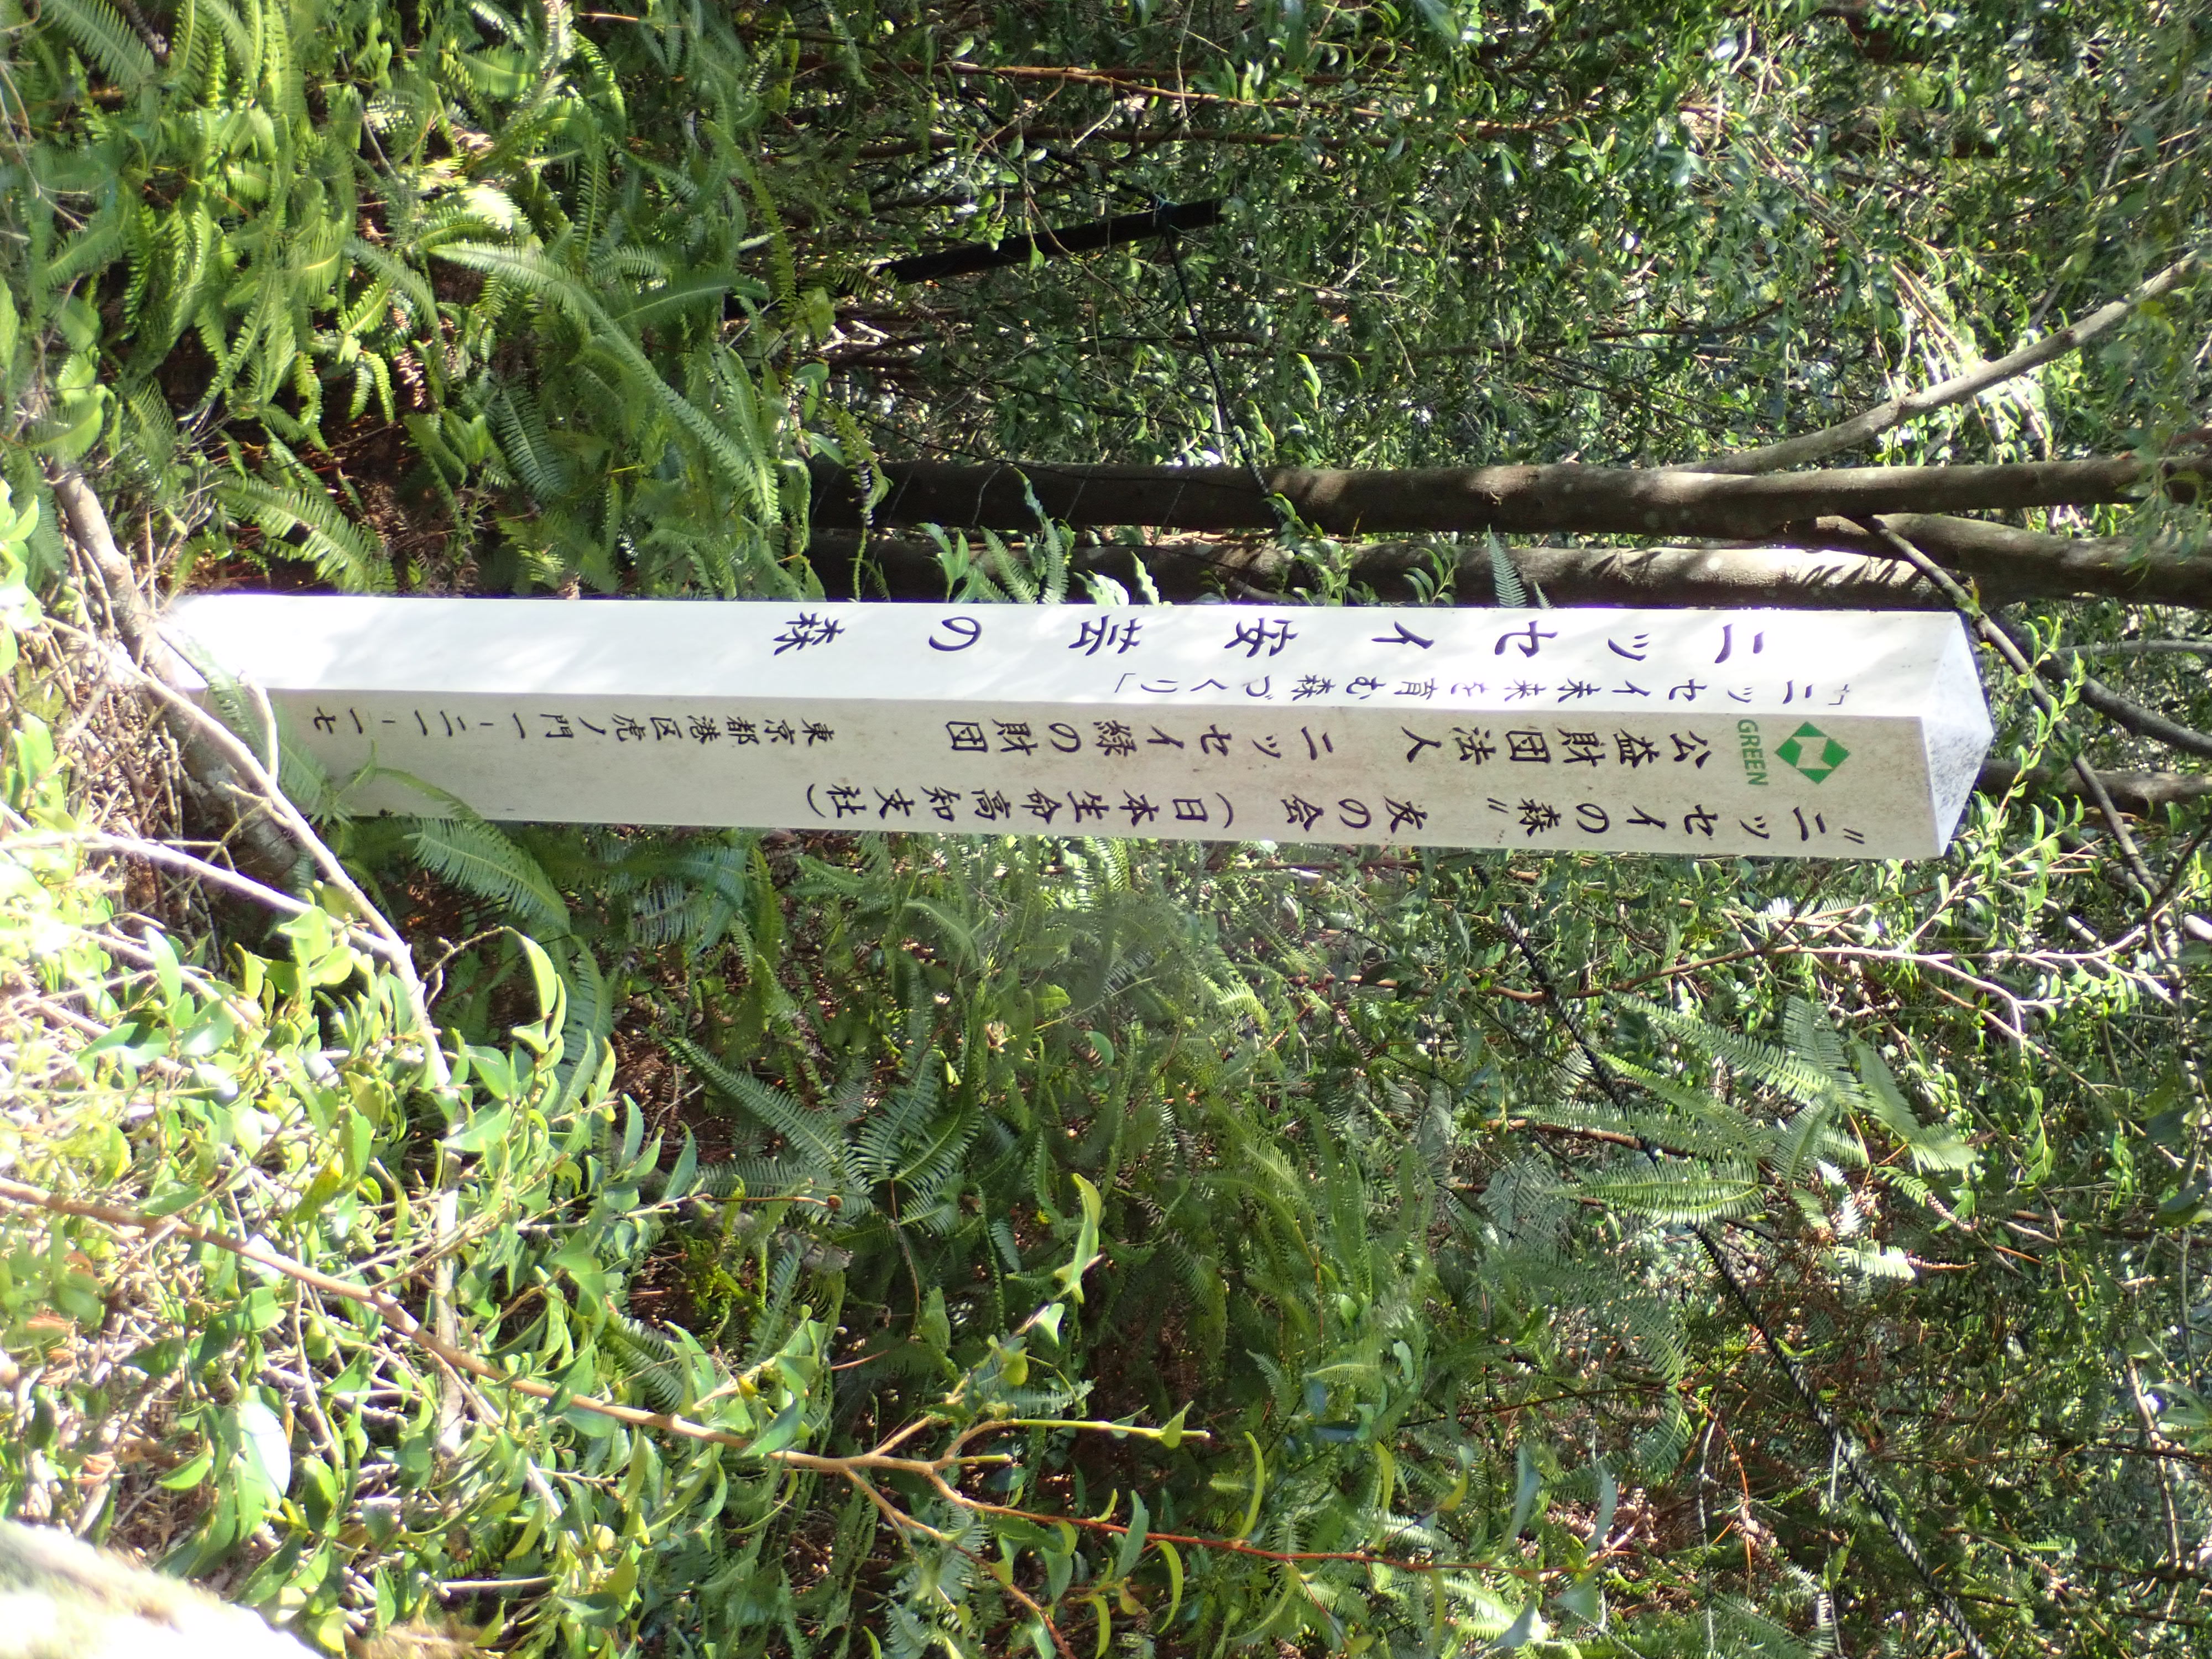 「ニッセイ未来を育む森づくり」
ニッセイ安芸の森
〃ニッセイの森〃 友の会(日本生命高知支社)
GREEN
公益財団法人 ニッセイ緑の財団 東京都港区虎ノ門一-二一-一七